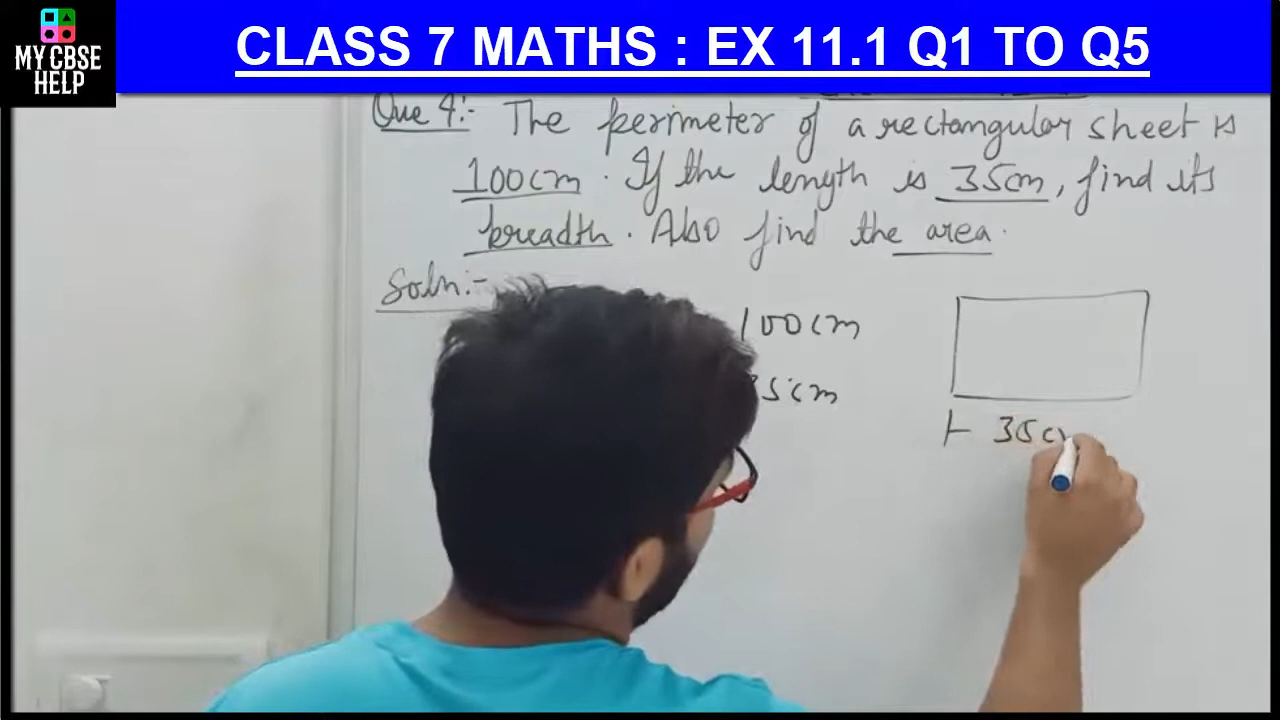 MY CBSE
HELP
CLASS 7 MATHS : EX 11.1 Q1 TO Q5
Que 4:- The perimeter of a rectangular sheet is
100cm. If the length is 35cm, find its
breadth. Also find the area.
Soln:-
100cm
35cm